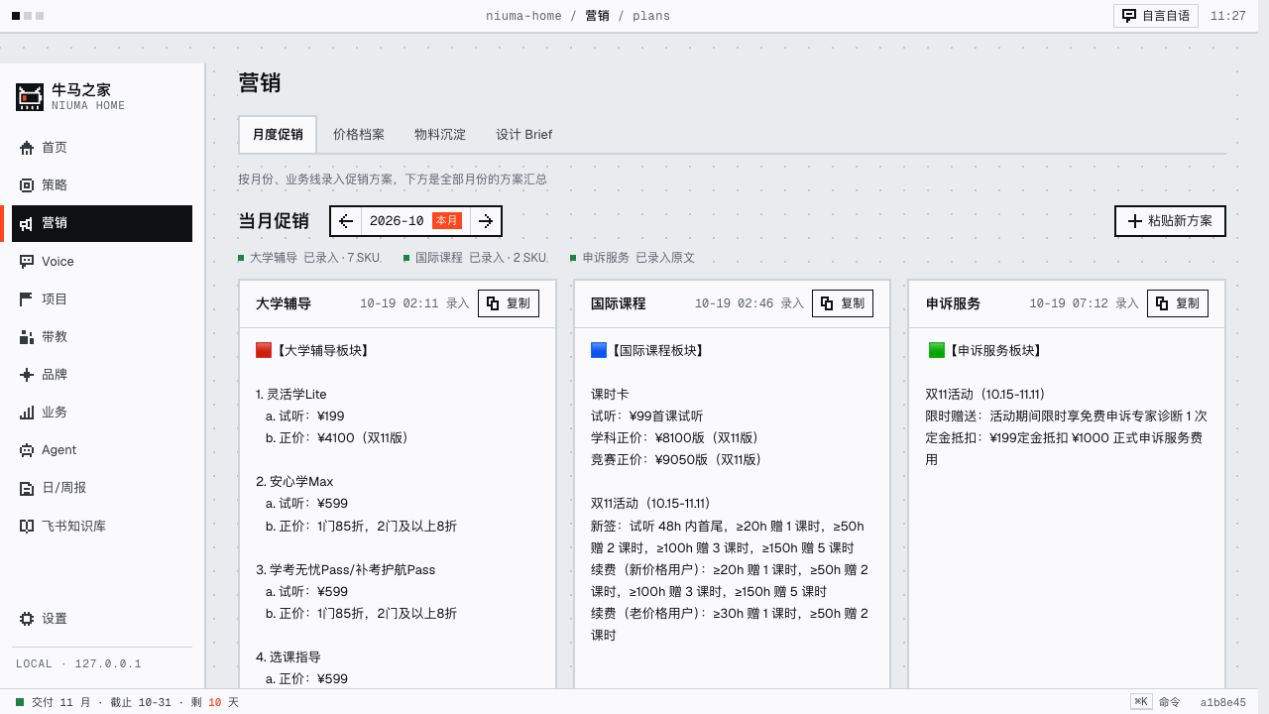 niuma-home / 营销 / plans
自言自语
11:27
牛马之家
NIUMA HOME
首页
策略
营销
Voice
项目
带教
品牌
业务
Agent
日/周报
飞书知识库
设置
LOCAL · 127.0.0.1
营销
月度促销
价格档案
物料沉淀
设计 Brief
按月份、业务线录入促销方案，下方是全部月份的方案汇总
当月促销
2026-10 本月
粘贴新方案
大学辅导 已录入 · 7 SKU
国际课程 已录入 · 2 SKU
申诉服务 已录入原文
大学辅导 10-19 02:11 录入 复制
【大学辅导板块】
1. 灵活学Lite
a. 试听：¥199
b. 正价：¥4100（双11版）
2. 安心学Max
a. 试听：¥599
b. 正价：1门85折，2门及以上8折
3. 学考无忧Pass/补考护航Pass
a. 试听：¥599
b. 正价：1门85折，2门及以上8折
4. 选课指导
a. 正价：¥599
国际课程 10-19 02:46 录入 复制
【国际课程板块】
课时卡
试听：¥99首课试听
学科正价：¥8100版（双11版）
竞赛正价：¥9050版（双11版）
双11活动（10.15-11.11）
新签：试听 48h 内首尾，≥20h 赠 1 课时，≥50h
赠 2 课时，≥100h 赠 3 课时，≥150h 赠 5 课时
续费（新价格用户）：≥20h 赠 1 课时，≥50h 赠 2
课时，≥100h 赠 3 课时，≥150h 赠 5 课时
续费（老价格用户）：≥30h 赠 1 课时，≥50h 赠 2
课时
申诉服务 10-19 07:12 录入 复制
【申诉服务板块】
双11活动（10.15-11.11）
限时赠送：活动期间限时享免费申诉专家诊断 1 次
定金抵扣：¥199定金抵扣 ¥1000 正式申诉服务费
用
交付 11 月 · 截止 10-31 · 剩 10 天
⌘K 命令
a1b8e45